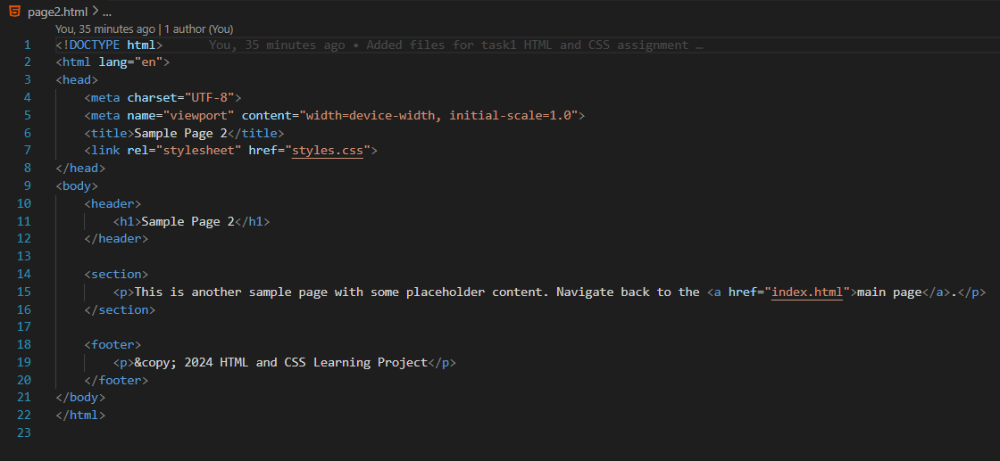 page2.html > ...
You, 35 minutes ago | 1 author (You)
1 <!DOCTYPE html> You, 35 minutes ago • Added files for task1 HTML and CSS assignment …
2 <html lang="en">
3 <head>
4     <meta charset="UTF-8">
5     <meta name="viewport" content="width=device-width, initial-scale=1.0">
6     <title>Sample Page 2</title>
7     <link rel="stylesheet" href="styles.css">
8 </head>
9 <body>
10     <header>
11         <h1>Sample Page 2</h1>
12     </header>
13
14     <section>
15         <p>This is another sample page with some placeholder content. Navigate back to the <a href="index.html">main page</a>.</p>
16     </section>
17
18     <footer>
19         <p>&copy; 2024 HTML and CSS Learning Project</p>
20     </footer>
21 </body>
22 </html>
23